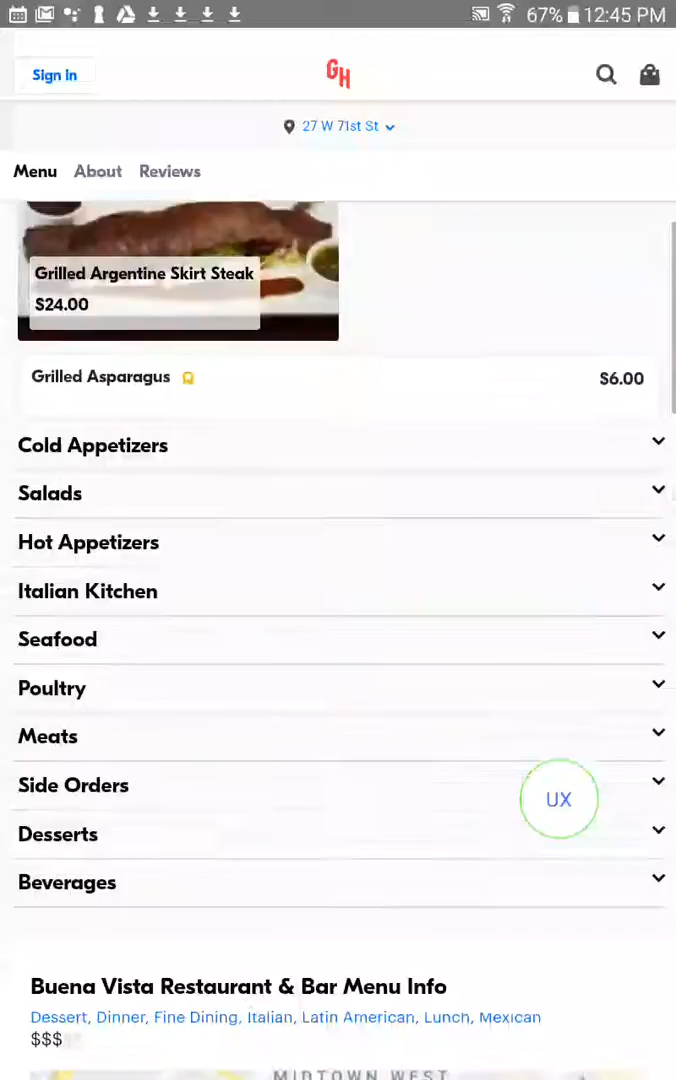 67% 12:45 PM
Sign in
GH
27 W 71st St
Menu About Reviews
Grilled Argentine Skirt Steak
$24.00
Grilled Asparagus $6.00
Cold Appetizers
Salads
Hot Appetizers
Italian Kitchen
Seafood
Poultry
Meats
Side Orders
UX
Desserts
Beverages
Buena Vista Restaurant & Bar Menu Info
Dessert, Dinner, Fine Dining, Italian, Latin American, Lunch, Mexican
$$$
MIDTOWN WEST